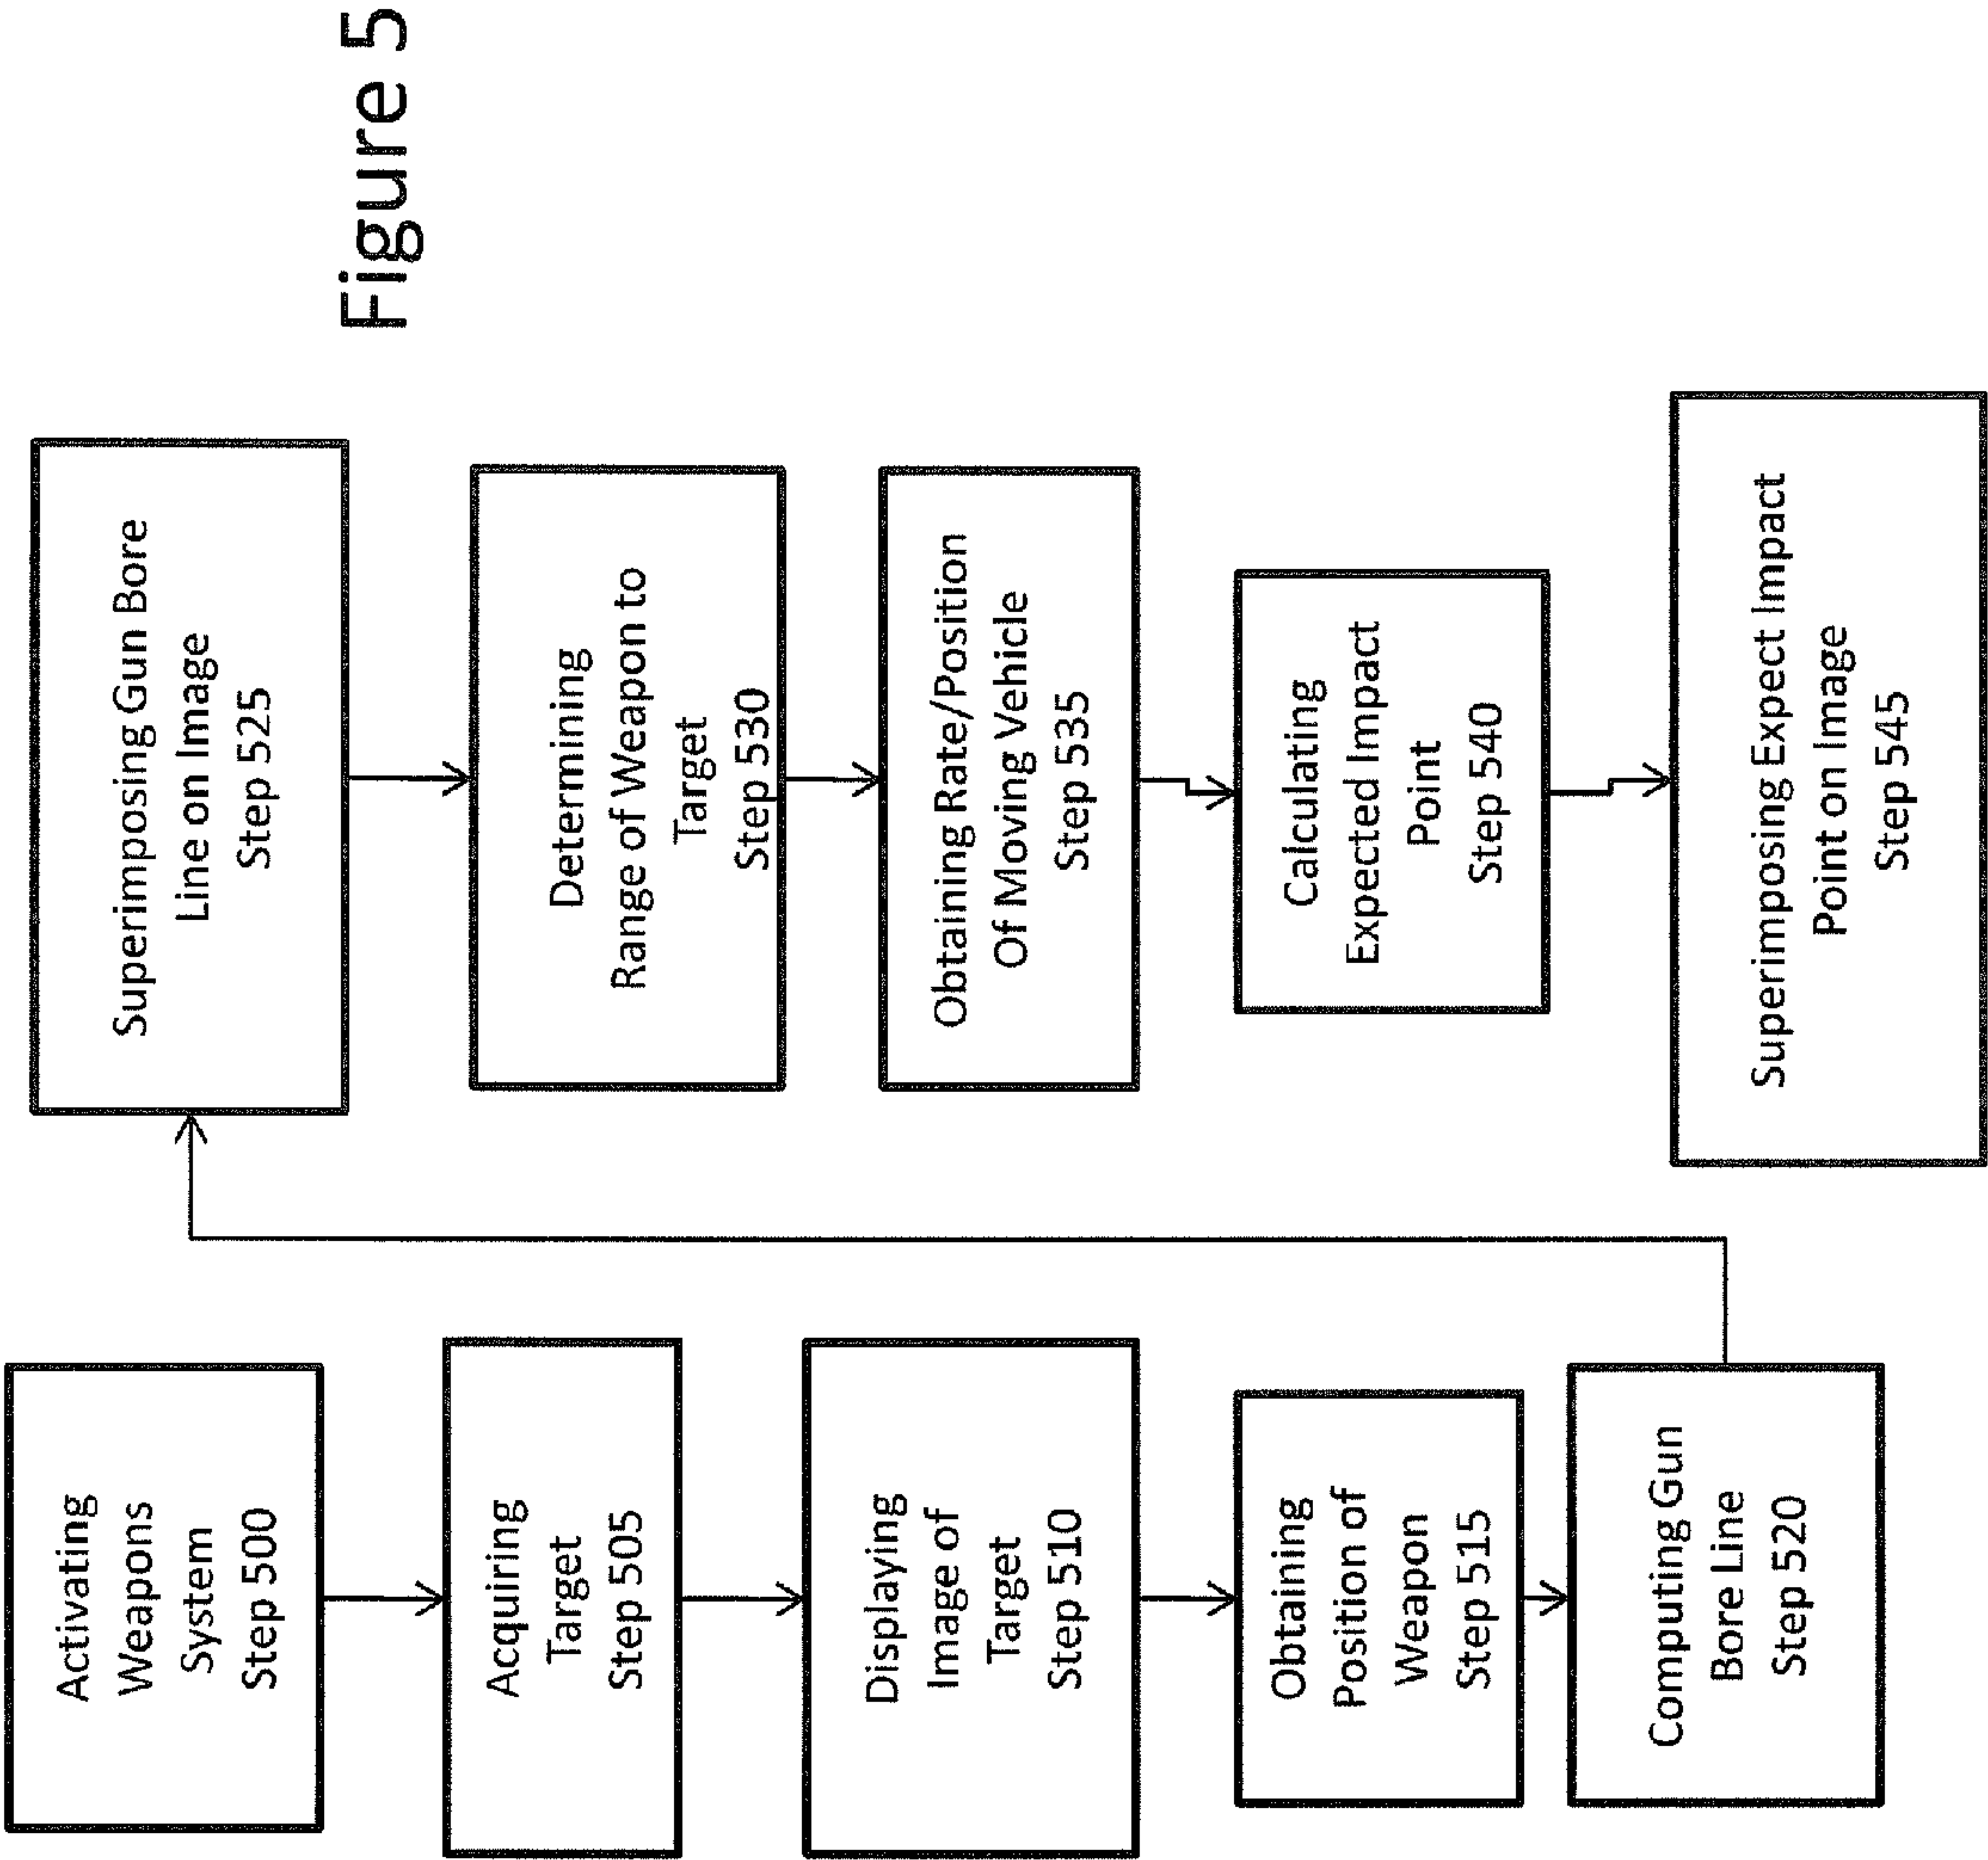 Activating
Weapons
System
Step 500
Acquiring
Target
Step 505
Displaying
Image of
Target
Step 510
Obtaining
Position of
Weapon
Step 515
Computing Gun
Bore Line
Step 520
Superimposing Gun Bore
Line on Image
Step 525
Determining
Range of Weapon to
Target
Step 530
Obtaining Rate/Position
Of Moving Vehicle
Step 535
Calculating
Expected Impact
Point
Step 540
Superimposing Expect Impact
Point on Image
Step 545
Figure 5